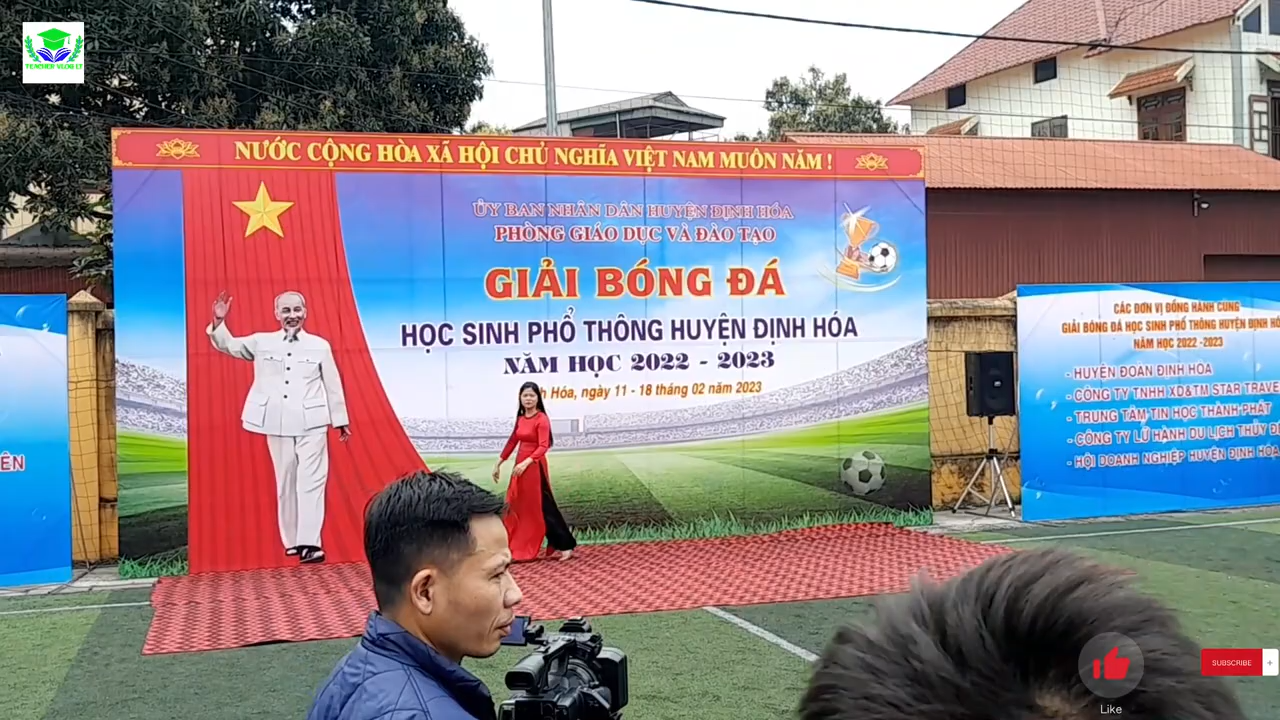 TEACHER VLOG LT
NƯỚC CỘNG HÒA XÃ HỘI CHỦ NGHĨA VIỆT NAM MUÔN NĂM !
ỦY BAN NHÂN DÂN HUYỆN ĐỊNH HÓA
PHÒNG GIÁO DỤC VÀ ĐÀO TẠO
GIẢI BÓNG ĐÁ
HỌC SINH PHỔ THÔNG HUYỆN ĐỊNH HÓA
NĂM HỌC 2022 - 2023
Hóa, ngày 11 - 18 tháng 02 năm 2023
CÁC ĐƠN VỊ ĐỒNG HÀNH CÙNG
GIẢI BÓNG ĐÁ HỌC SINH PHỔ THÔNG HUYỆN ĐỊNH
NĂM HỌC 2022 -2023
- HUYỆN ĐOÀN ĐỊNH HÓA
- CÔNG TY TNHH XD&TM STAR TRAVE
- TRUNG TÂM TIN HỌC THÀNH PHÁT
- CÔNG TY LỮ HÀNH DU LỊCH THỦY
- HỘI DOANH NGHIỆP HUYỆN ĐỊNH HÓA
Like
SUBSCRIBE